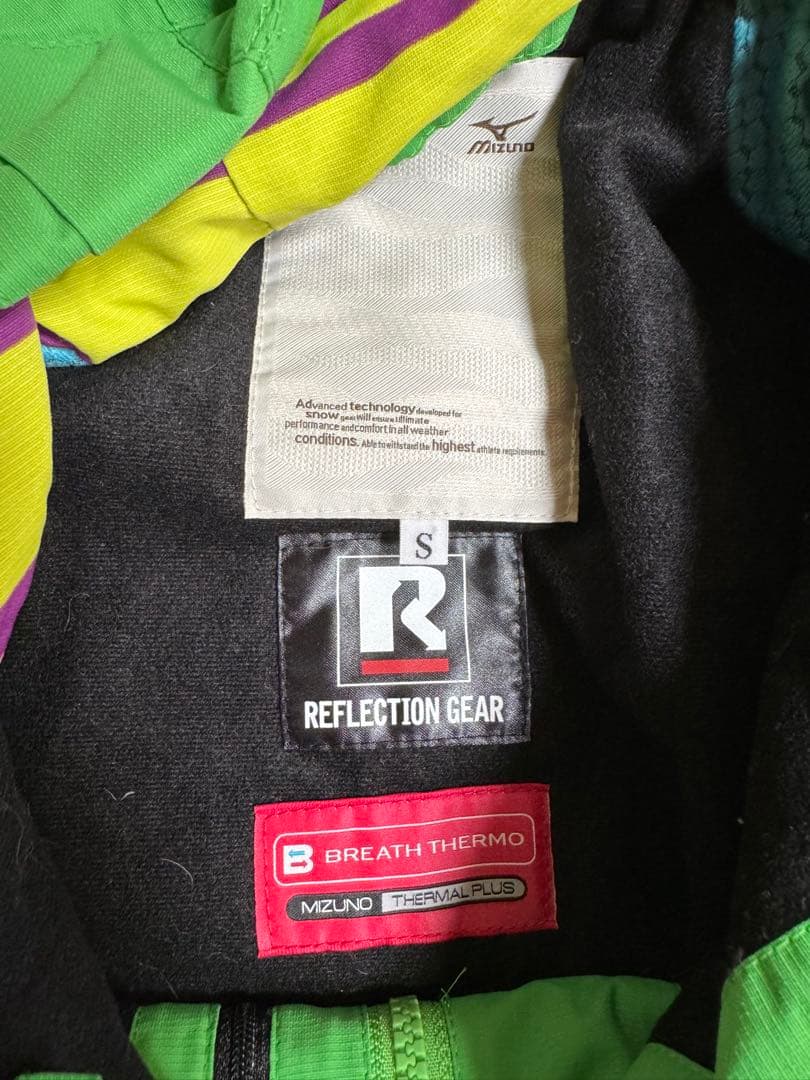 MIZUNO
Advanced technology developed for
snow gear will ensure ultimate
performance and comfort in all weather
conditions. Able to withstand the highest athlete requirements.
S
R
REFLECTION GEAR
B BREATH THERMO
MIZUNO THERMAL PLUS